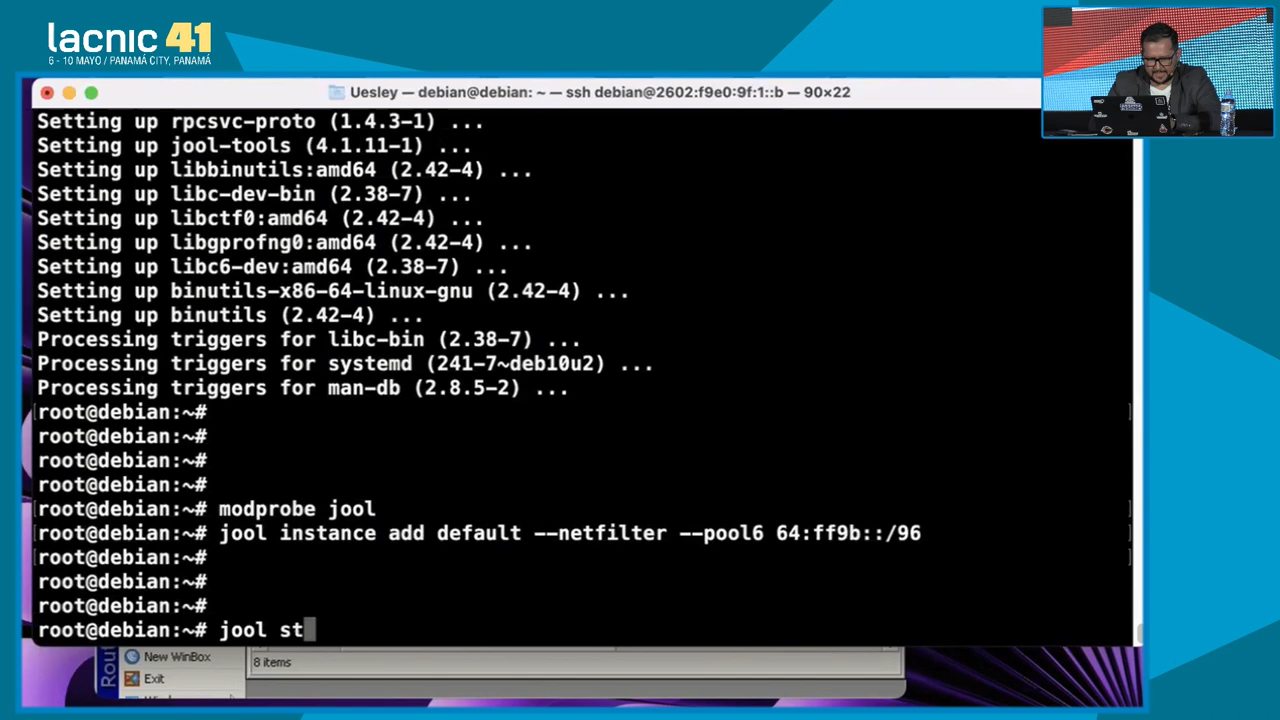 lacnic 41
6 - 10 MAYO / PANAMÁ CITY, PANAMÁ
Uesley — debian@debian: ~ — ssh debian@2602:f9e0:9f:1::b — 90×22
Setting up rpcsvc-proto (1.4.3-1) ...
Setting up jool-tools (4.1.11-1) ...
Setting up libbinutils:amd64 (2.42-4) ...
Setting up libc-dev-bin (2.38-7) ...
Setting up libctf0:amd64 (2.42-4) ...
Setting up libgprofng0:amd64 (2.42-4) ...
Setting up libc6-dev:amd64 (2.38-7) ...
Setting up binutils-x86-64-linux-gnu (2.42-4) ...
Setting up binutils (2.42-4) ...
Processing triggers for libc-bin (2.38-7) ...
Processing triggers for systemd (241-7~deb10u2) ...
Processing triggers for man-db (2.8.5-2) ...
root@debian:~#
root@debian:~#
root@debian:~#
root@debian:~#
root@debian:~# modprobe jool
root@debian:~# jool instance add default --netfilter --pool6 64:ff9b::/96
root@debian:~#
root@debian:~#
root@debian:~#
root@debian:~# jool st
Rout
New WinBox
8 items
Exit